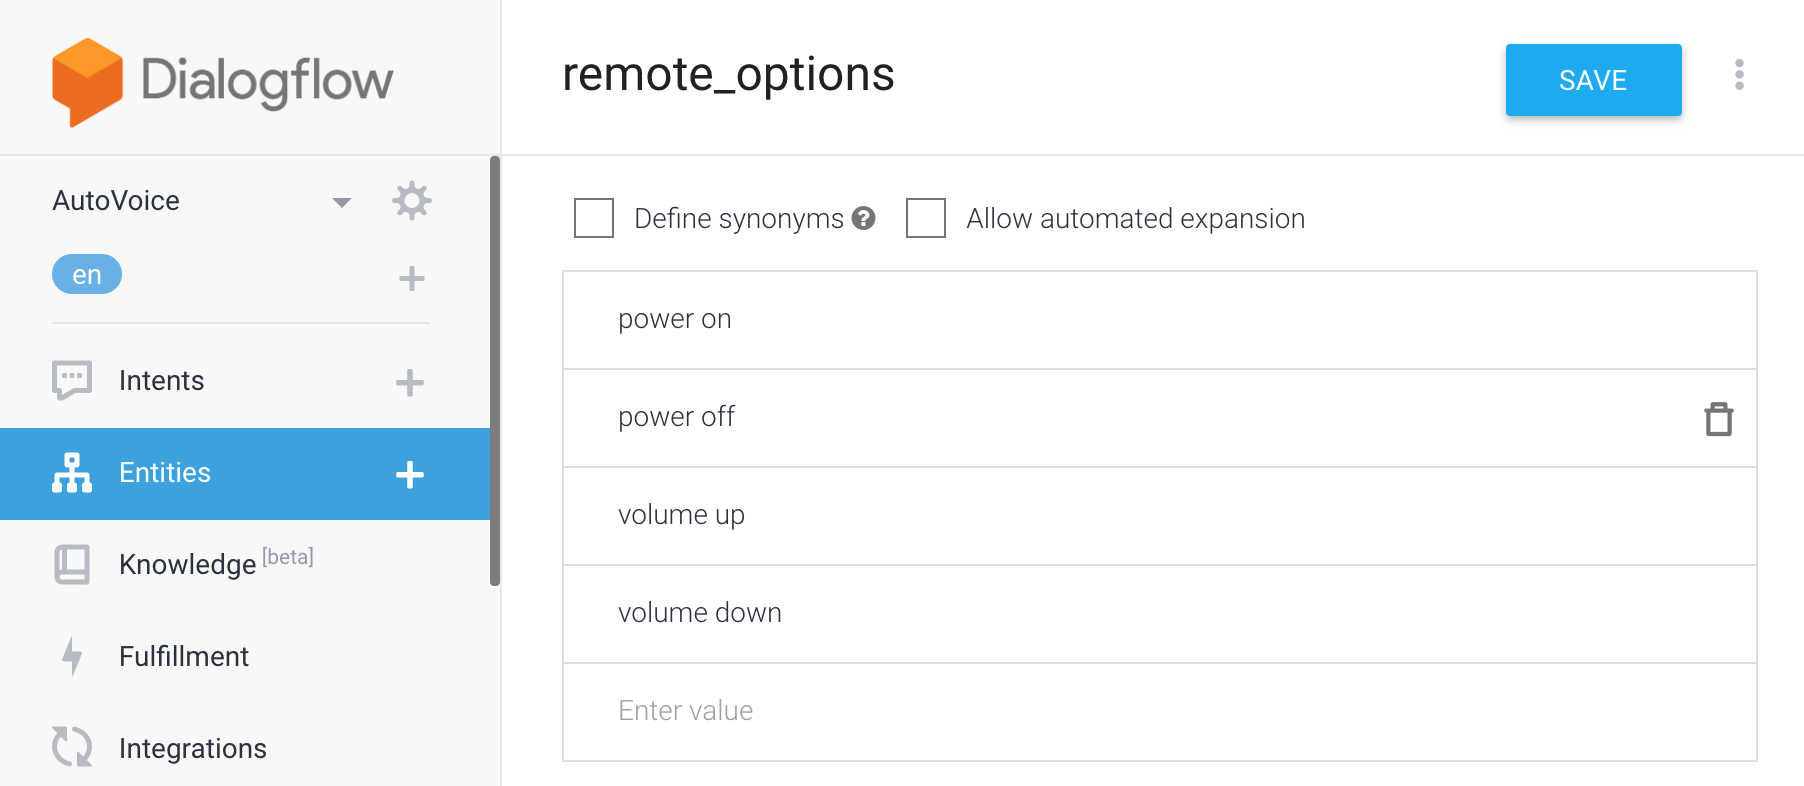 Dialogflow
remote_options
SAVE
AutoVoice
en
Intents
Entities
Knowledge [beta]
Fulfillment
Integrations
Define synonyms ?
Allow automated expansion
power on
power off
volume up
volume down
Enter value